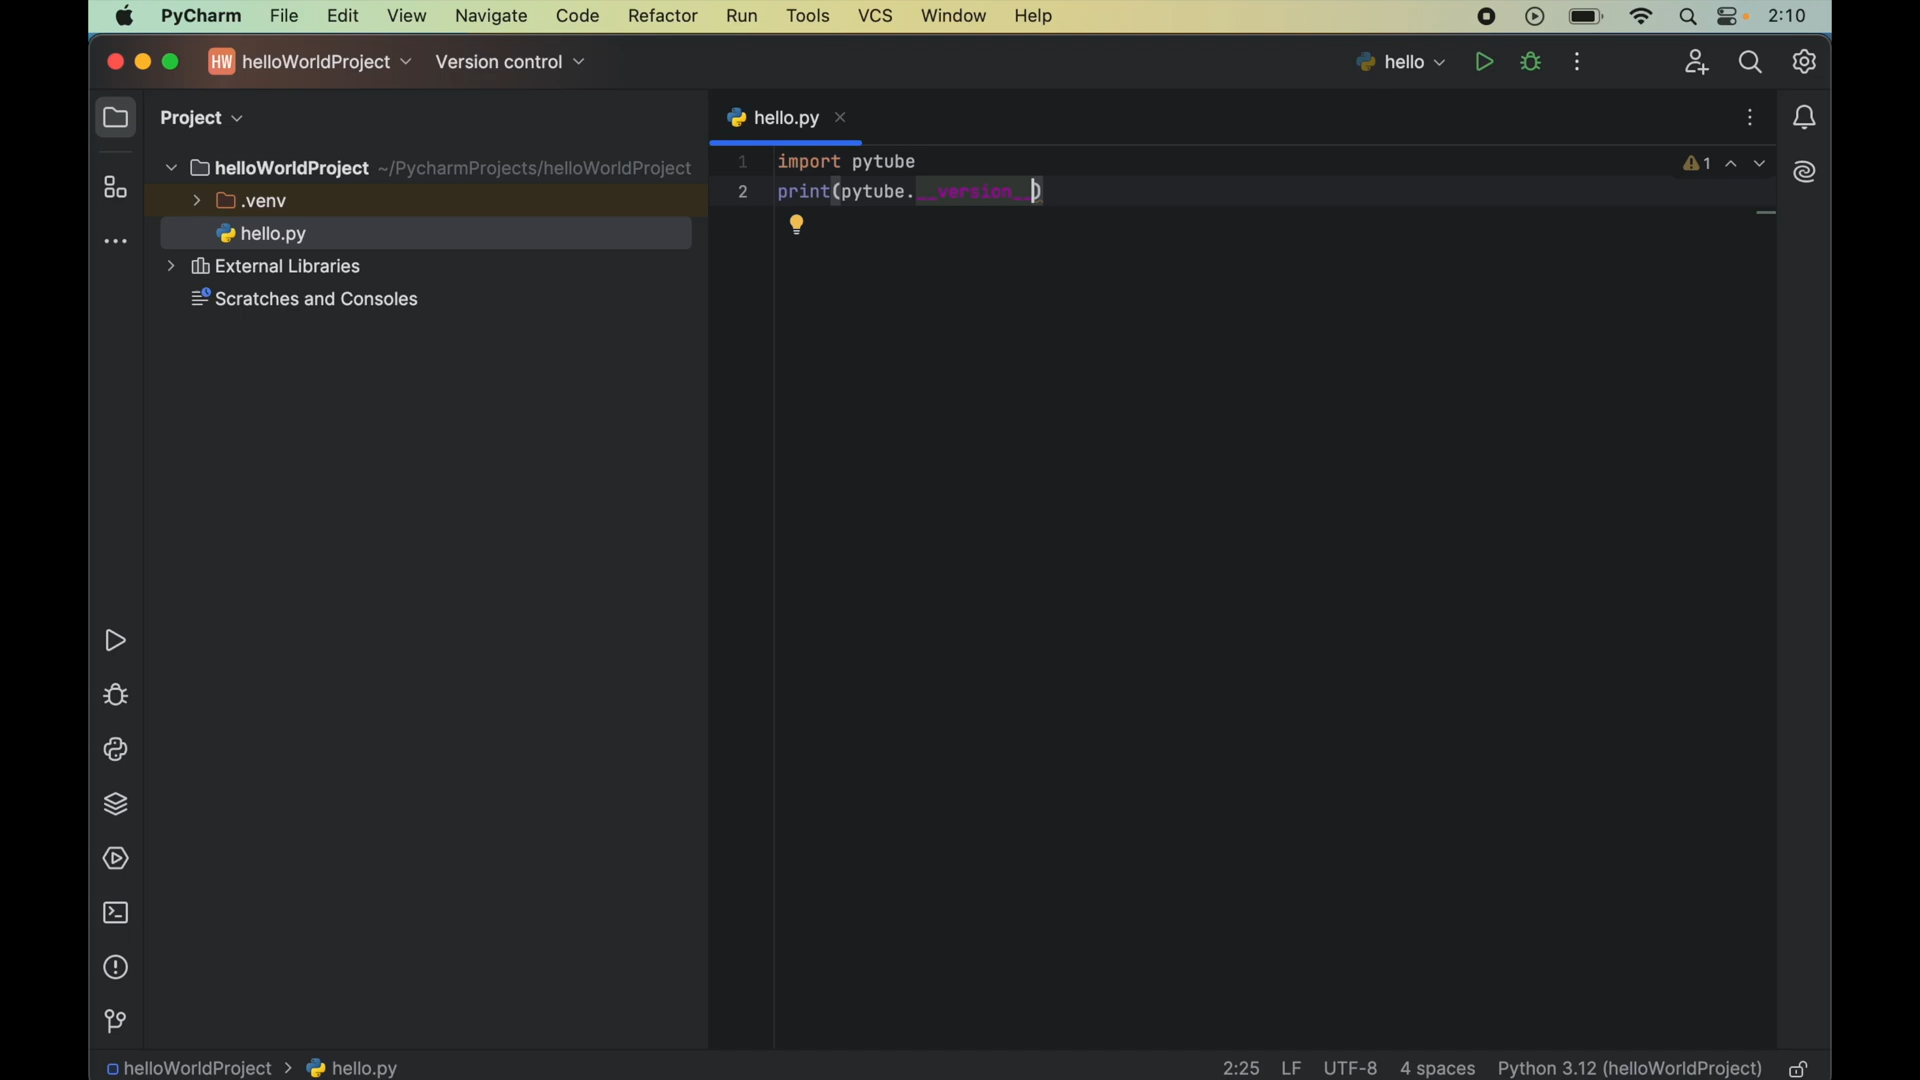 PyCharm File Edit View Navigate Code Refactor Run Tools VCS Window Help 2:10
HW helloWorldProject Version control hello
Project
hello.py
helloWorldProject ~/PycharmProjects/helloWorldProject
.venv
hello.py
External Libraries
Scratches and Consoles
1 import pytube
2 print(pytube.__version__)
1
helloWorldProject > hello.py 2:25 LF UTF-8 4 spaces Python 3.12 (helloWorldProject)